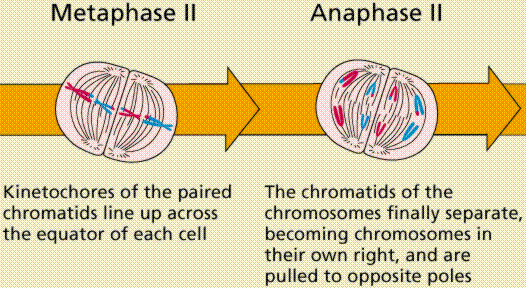 Metaphase II
Kinetochores of the paired
chromatids line up across
the equator of each cell
Anaphase II
The chromatids of the
chromosomes finally separate,
becoming chromosomes in
their own right, and are
pulled to opposite poles